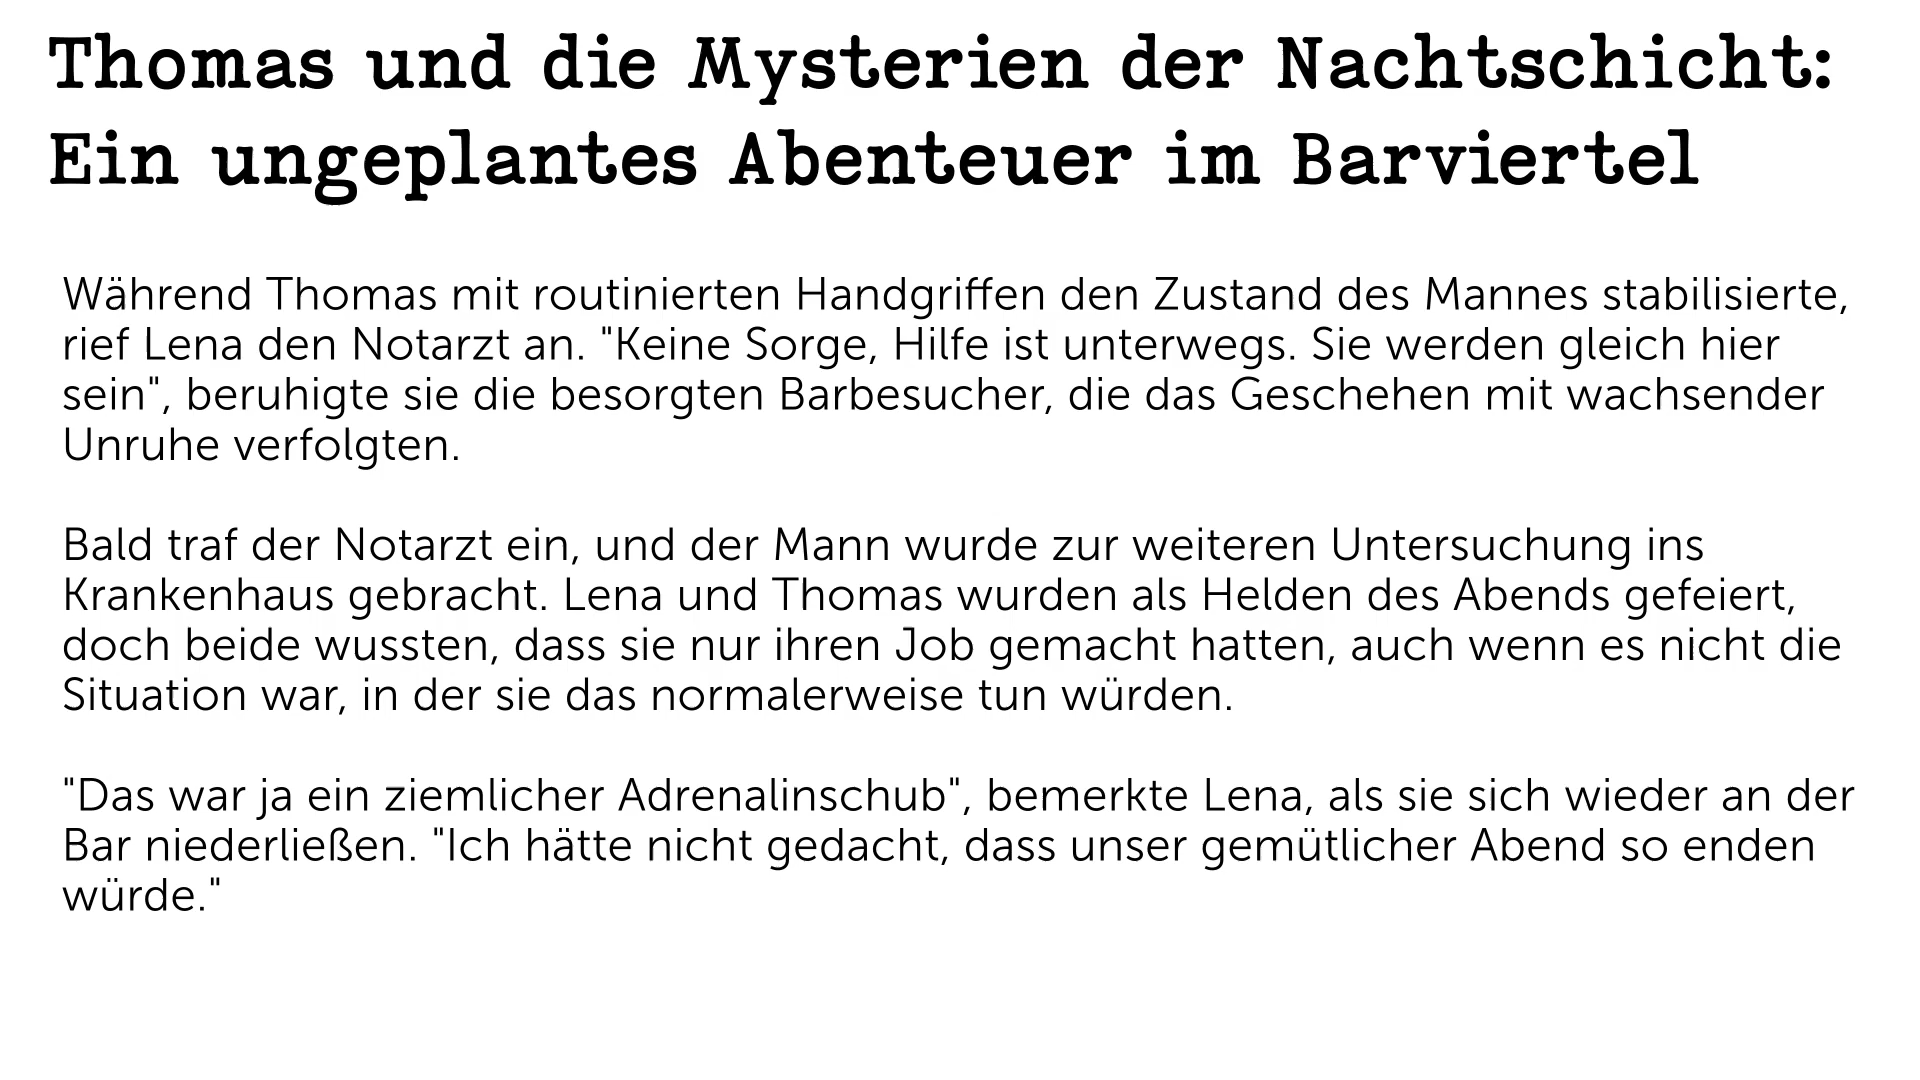 Thomas und die Mysterien der Nachtschicht:
Ein ungeplantes Abenteuer im Barviertel
Während Thomas mit routinierten Handgriffen den Zustand des Mannes stabilisierte,
rief Lena den Notarzt an. "Keine Sorge, Hilfe ist unterwegs. Sie werden gleich hier
sein", beruhigte sie die besorgten Barbesucher, die das Geschehen mit wachsender
Unruhe verfolgten.
Bald traf der Notarzt ein, und der Mann wurde zur weiteren Untersuchung ins
Krankenhaus gebracht. Lena und Thomas wurden als Helden des Abends gefeiert,
doch beide wussten, dass sie nur ihren Job gemacht hatten, auch wenn es nicht die
Situation war, in der sie das normalerweise tun würden.
"Das war ja ein ziemlicher Adrenalinschub", bemerkte Lena, als sie sich wieder an der
Bar niederließen. "Ich hätte nicht gedacht, dass unser gemütlicher Abend so enden
würde."